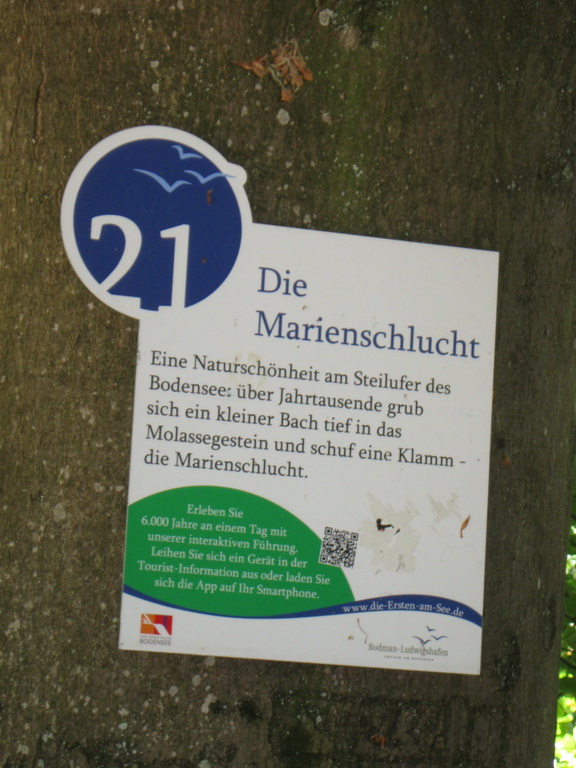 21
Die
Marienschlucht
Eine Naturschönheit am Steilufer des
Bodensee: über Jahrtausende grub
sich ein kleiner Bach tief in das
Molassegestein und schuf eine Klamm -
die Marienschlucht.
Erleben Sie
6.000 Jahre an einem Tag mit
unserer interaktiven Führung.
Leihen Sie sich ein Gerät in der
Tourist-Information aus oder laden Sie
sich die App auf Ihr Smartphone.
www.die-Ersten-am-See.de
BODENSEE
Bodman-Ludwigshafen